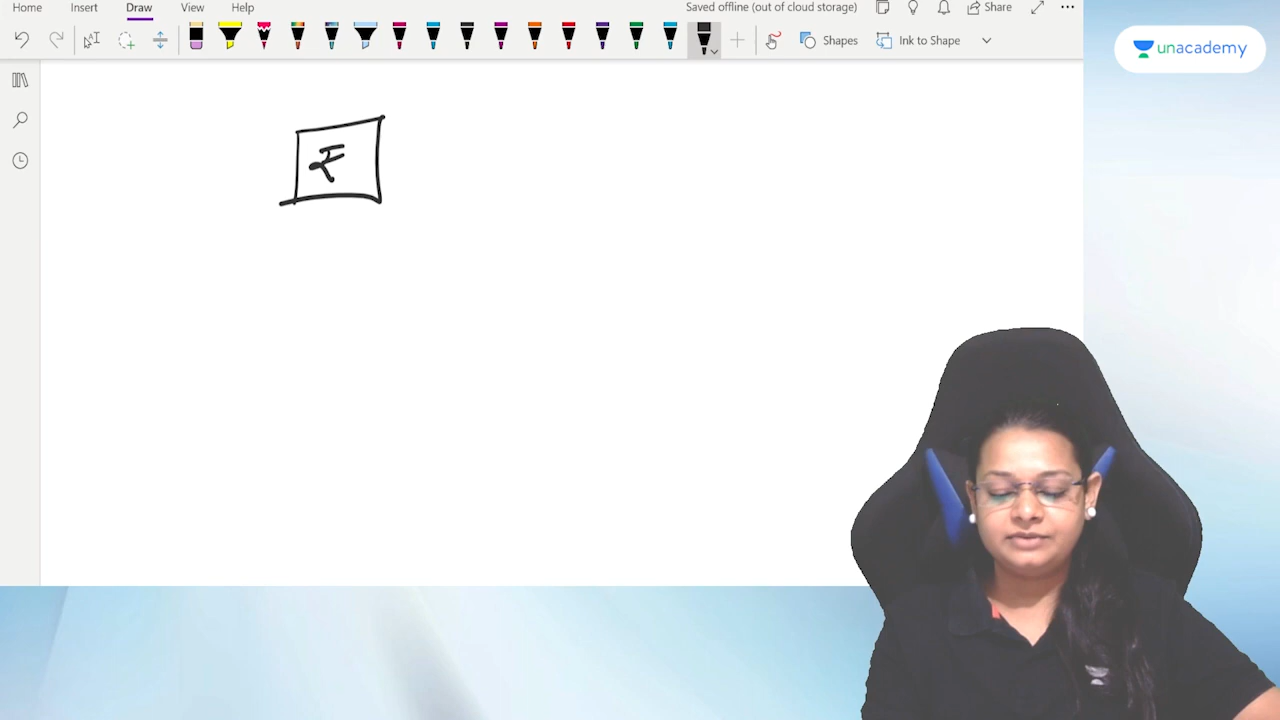 Home Insert Draw View Help Saved offline (out of cloud storage) Share
Shapes Ink to Shape
unacademy
₹